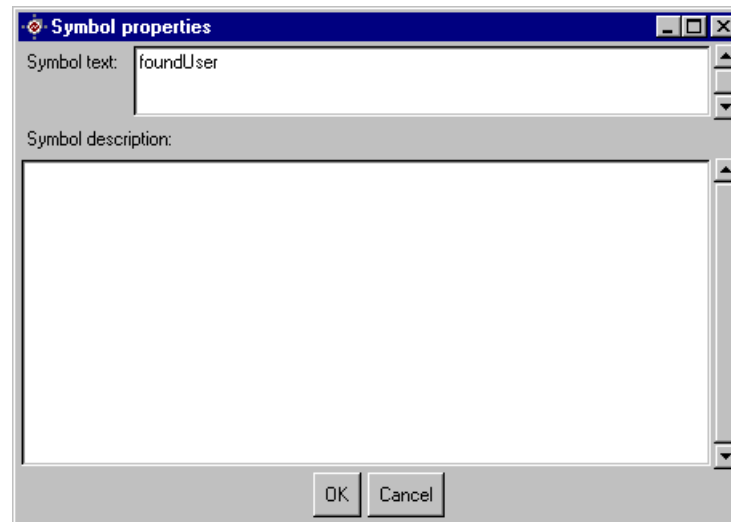 Symbol properties
Symbol text: foundUser
Symbol description:
OK Cancel